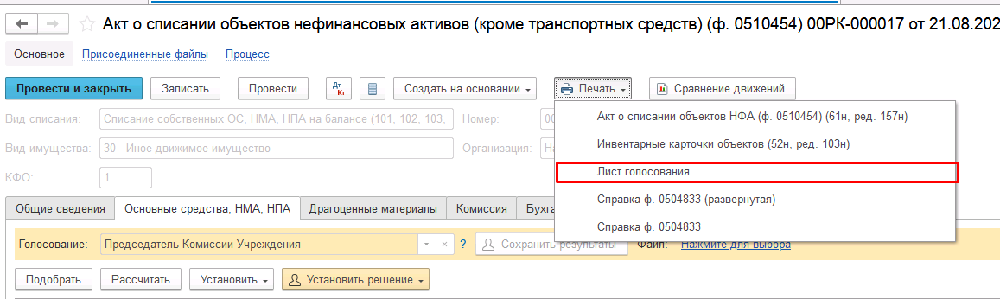 Акт о списании объектов нефинансовых активов (кроме транспортных средств) (ф. 0510454) 00РК-000017 от 21.08.202
Основное Присоединенные файлы Процесс
Провести и закрыть Записать Провести Дт Кт Создать на основании Печать Сравнение движений
Вид списания: Списание собственных ОС, НМА, НПА на балансе (101, 102, 103, Номер: 00
Акт о списании объектов НФА (ф. 0510454) (61н, ред. 157н)
Вид имущества: 30 - Иное движимое имущество Организация: На
Инвентарные карточки объектов (52н, ред. 103н)
КФО: 1
Лист голосования
Справка ф. 0504833 (развернутая)
Справка ф. 0504833
Общие сведения Основные средства, НМА, НПА Драгоценные материалы Комиссия Бухга
Голосование: Председатель Комиссии Учреждения ? Сохранить результаты Файл: Нажмите для выбора
Подобрать Рассчитать Установить Установить решение